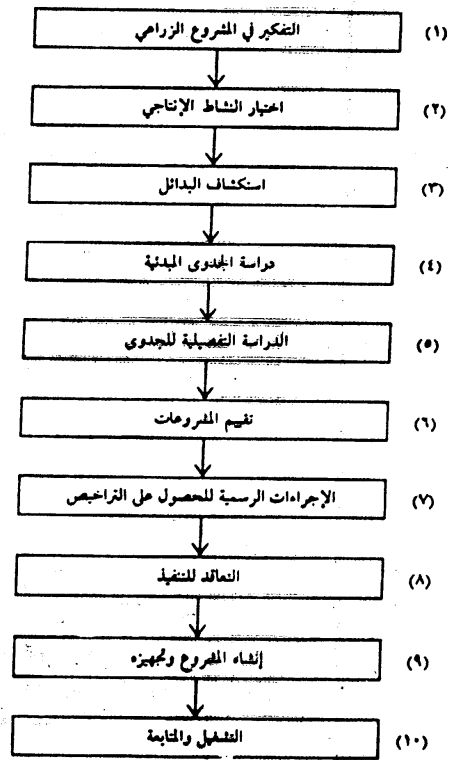 (١) التفكير في المشروع الزراعي
(٢) اختيار النشاط الإنتاجي
(٣) استكشاف البدائل
(٤) دراسة الجدوى المبدئية
(٥) الدراسة التفصيلية للجدوى
(٦) تقييم المشروعات
(٧) الإجراءات الرسمية للحصول على التراخيص
(٨) التعاقد للتنفيذ
(٩) إنشاء المشروع وتجهيزه
(١٠) التشغيل والمتابعة